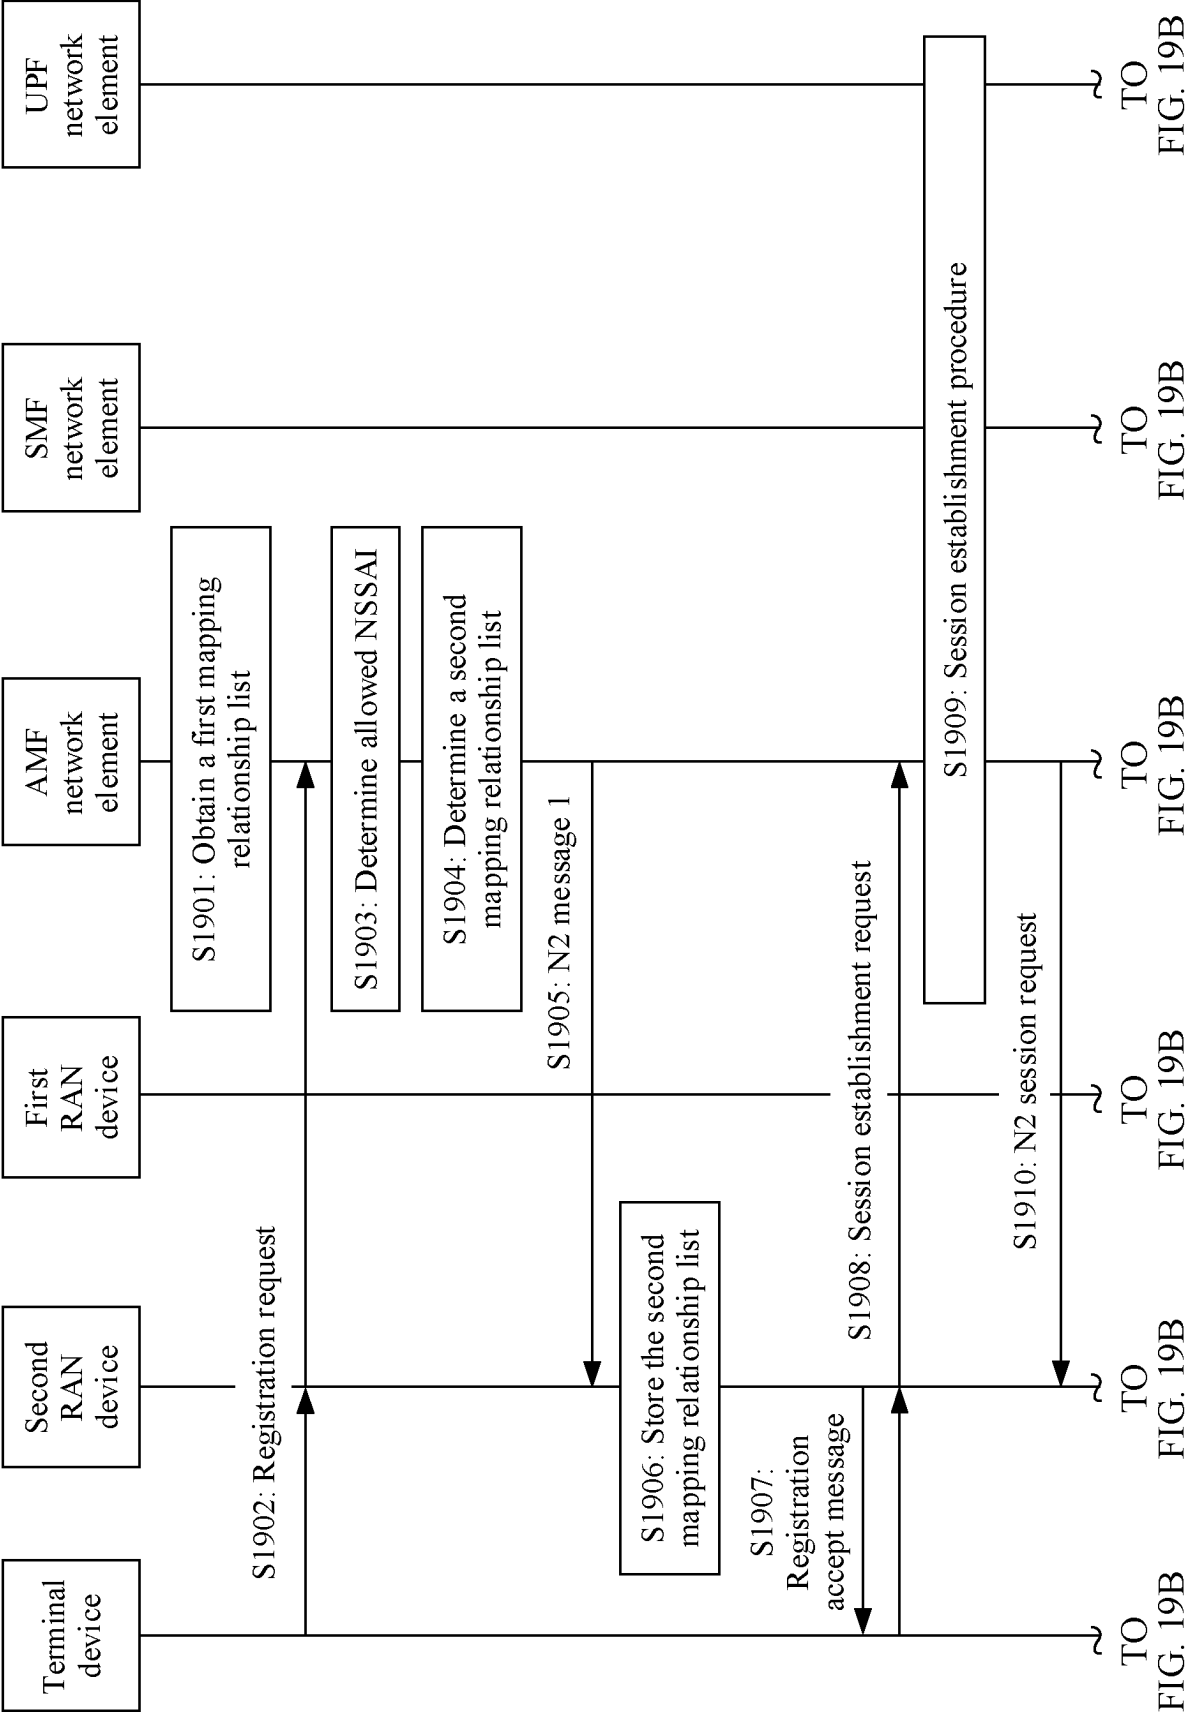 Terminal
device
Second
RAN
device
First
RAN
device
AMF
network
element
SMF
network
element
UPF
network
element
S1901: Obtain a first mapping
relationship list
S1902: Registration request
S1903: Determine allowed NSSAI
S1904: Determine a second
mapping relationship list
S1905: N2 message 1
S1906: Store the second
mapping relationship list
S1907:
Registration
accept message
S1908: Session establishment request
S1909: Session establishment procedure
S1910: N2 session request
TO
FIG. 19B
TO
FIG. 19B
TO
FIG. 19B
TO
FIG. 19B
TO
FIG. 19B
TO
FIG. 19B